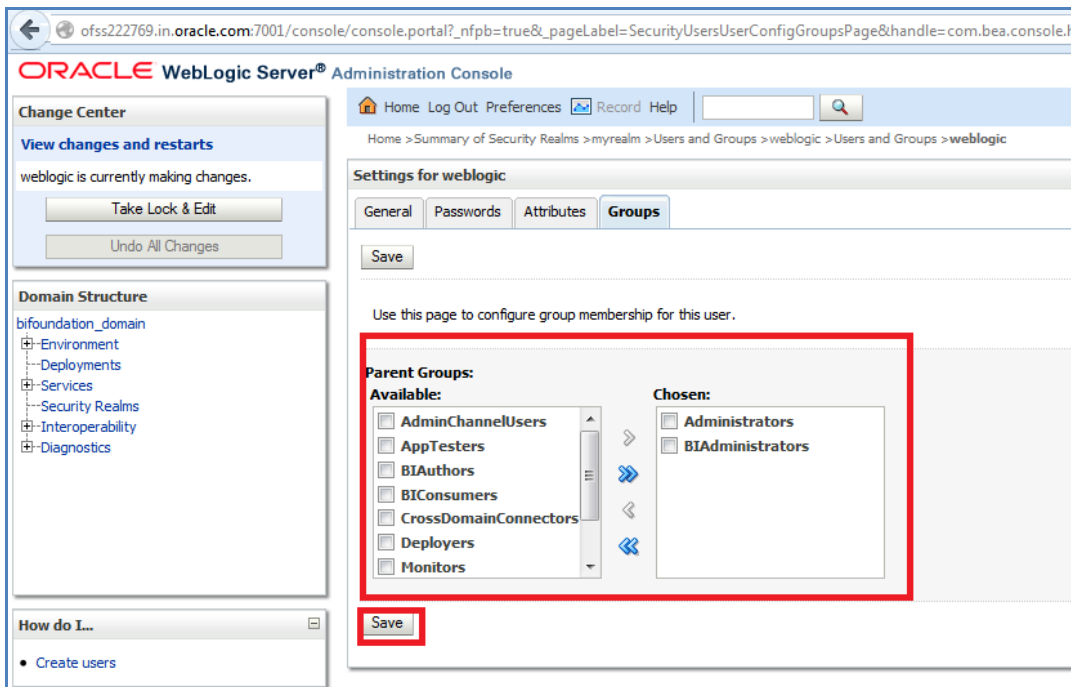 ofss222769.in.oracle.com:7001/console/console.portal?_nfpb=true&_pageLabel=SecurityUsersUserConfigGroupsPage&handle=com.bea.console.h
ORACLE WebLogic Server® Administration Console
Change Center
View changes and restarts
weblogic is currently making changes.
Take Lock & Edit
Undo All Changes
Domain Structure
bifoundation_domain
Environment
Deployments
Services
Security Realms
Interoperability
Diagnostics
How do I...
Create users
Home Log Out Preferences Record Help
Home >Summary of Security Realms >myrealm >Users and Groups >weblogic >Users and Groups >weblogic
Settings for weblogic
General Passwords Attributes Groups
Save
Use this page to configure group membership for this user.
Parent Groups:
Available:
AdminChannelUsers
AppTesters
BIAuthors
BIConsumers
CrossDomainConnectors
Deployers
Monitors
Chosen:
Administrators
BIAdministrators
Save